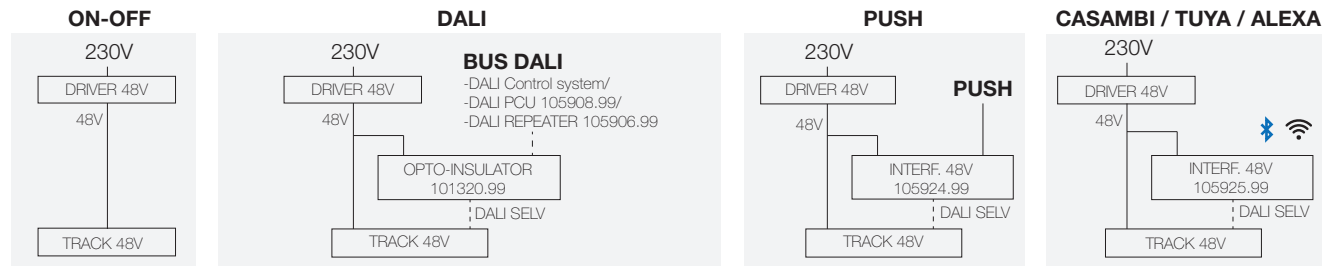 ON-OFF
230V
DRIVER 48V
48V
TRACK 48V
DALI
230V
DRIVER 48V
48V
BUS DALI
-DALI Control system/
-DALI PCU 105908.99/
-DALI REPEATER 105906.99
OPTO-INSULATOR
101320.99
DALI SELV
TRACK 48V
PUSH
230V
DRIVER 48V
PUSH
48V
INTERF. 48V
105924.99
DALI SELV
TRACK 48V
CASAMBI / TUYA / ALEXA
230V
DRIVER 48V
48V
INTERF. 48V
105925.99
DALI SELV
TRACK 48V